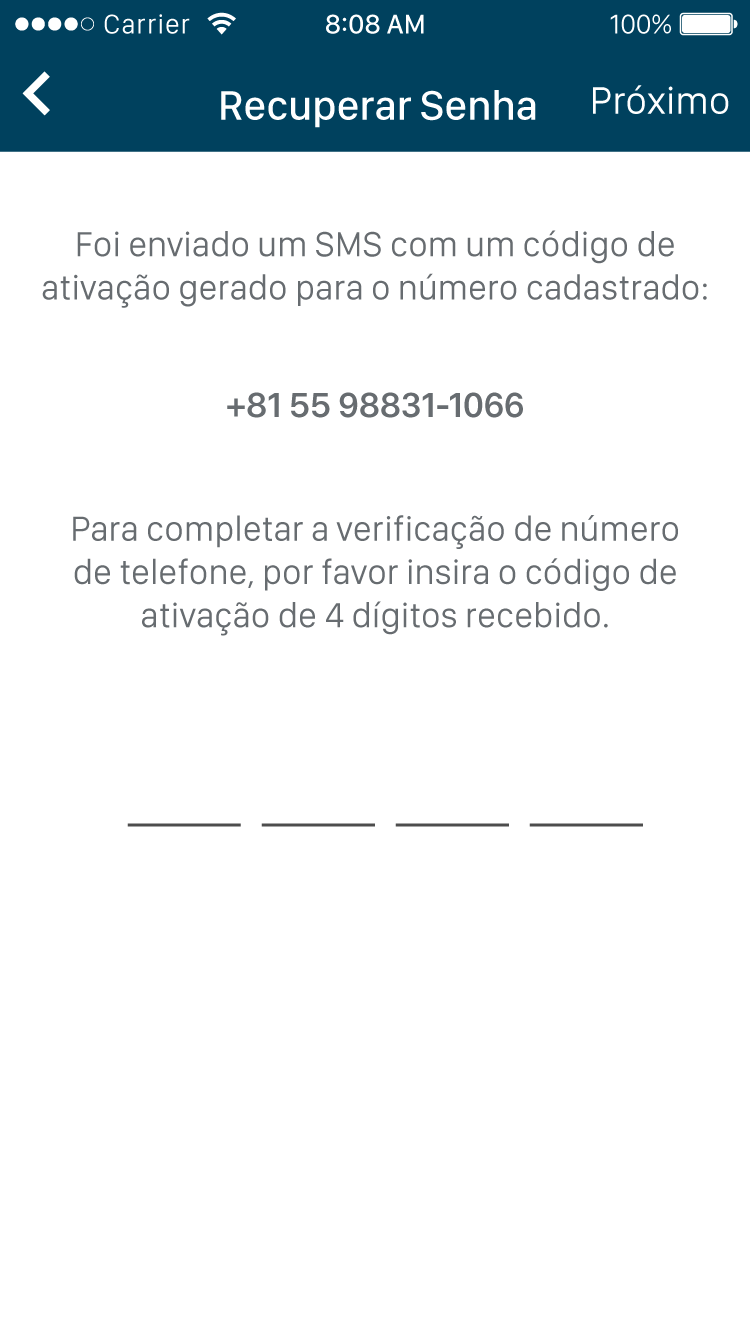 Carrier 8:08 AM 100%
Recuperar Senha Próximo
Foi enviado um SMS com um código de
ativação gerado para o número cadastrado:
+81 55 98831-1066
Para completar a verificação de número
de telefone, por favor insira o código de
ativação de 4 dígitos recebido.